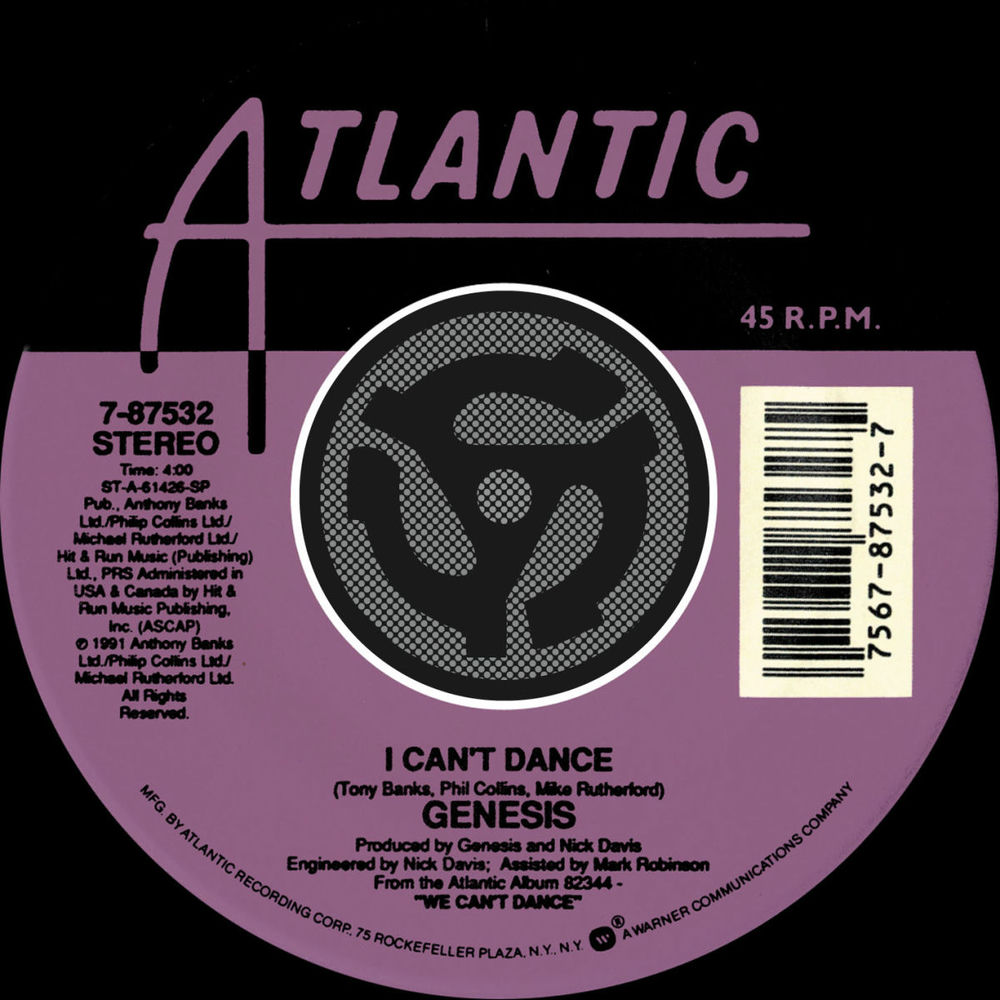 ATLANTIC
45 R.P.M.
7-87532
STEREO
Time: 4:00
ST-A-61426-SP
Pub., Anthony Banks
Ltd./Philip Collins Ltd./
Michael Rutherford Ltd./
Hit & Run Music (Publishing)
Ltd., PRS Administered in
USA & Canada by Hit &
Run Music Publishing,
Inc. (ASCAP)
℗ 1991 Anthony Banks
Ltd./Philip Collins Ltd./
Michael Rutherford Ltd.
All Rights
Reserved.
7567-87532-7
I CAN'T DANCE
(Tony Banks, Phil Collins, Mike Rutherford)
GENESIS
Produced by Genesis and Nick Davis
Engineered by Nick Davis; Assisted by Mark Robinson
From the Atlantic Album 82344 -
"WE CAN'T DANCE"
MFG. BY ATLANTIC RECORDING CORP., 75 ROCKEFELLER PLAZA, N.Y., N.Y. W ® A WARNER COMMUNICATIONS COMPANY